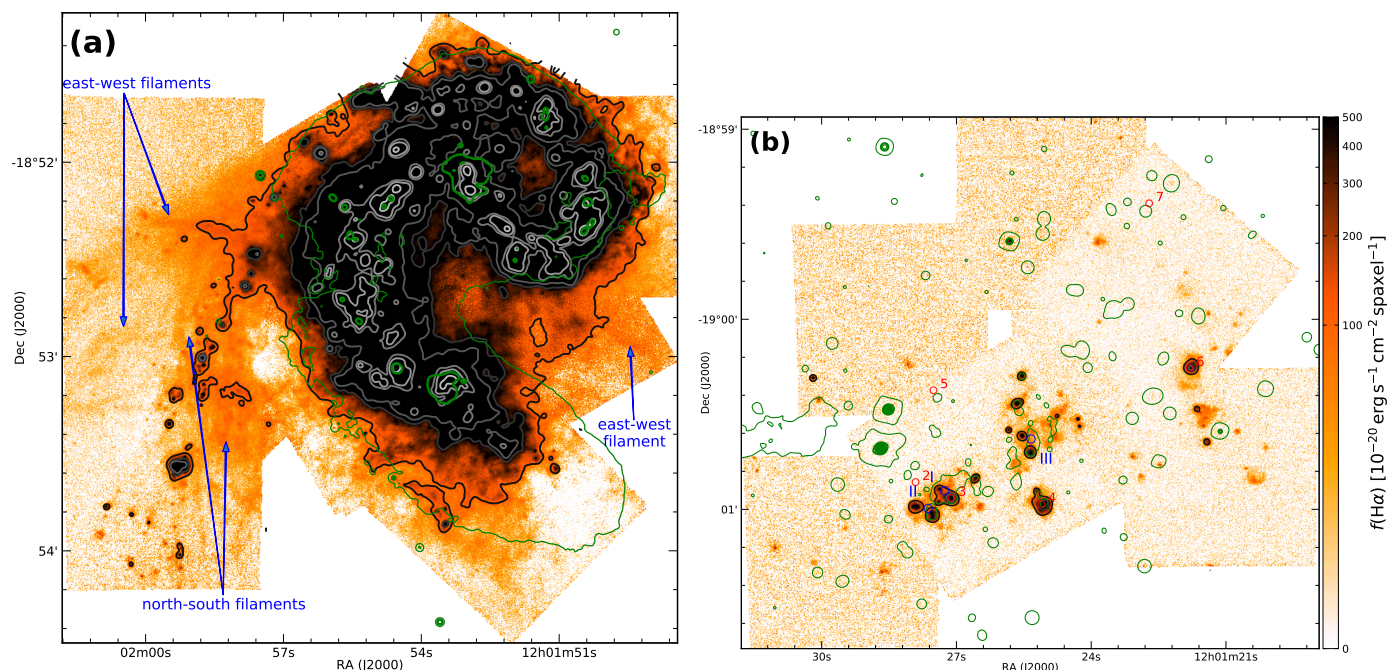 (a)
east-west filaments
-18°52'
53'
54'
Dec (J2000)
east-west
filament
north-south filaments
02m00s
57s
54s
12h01m51s
RA (J2000)
(b)
-18°59'
-19°00'
01'
Dec (J2000)
7
6
5
2
I
II
3
III
4
30s
27s
24s
12h01m21s
RA (J2000)
500
400
300
200
100
0
f(Hα) [10⁻²⁰ erg s⁻¹ cm⁻² spaxel⁻¹]